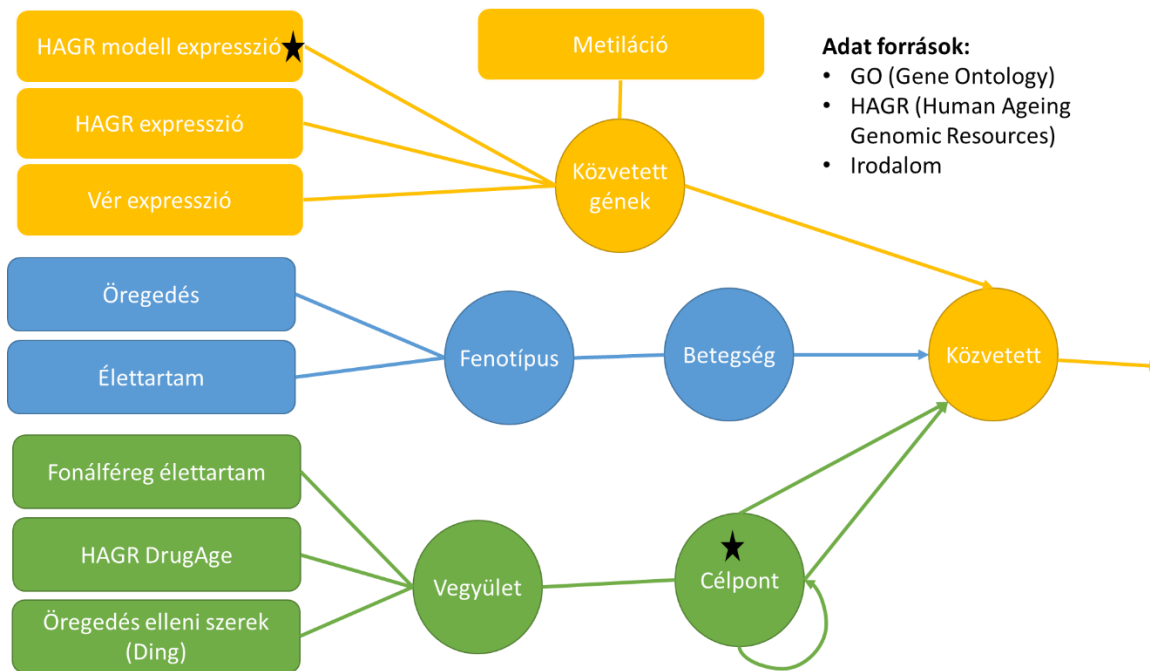 HAGR modell expresszió
HAGR expresszió
Vér expresszió
Metiláció
Közvetett
gének
Adat források:
• GO (Gene Ontology)
• HAGR (Human Ageing
Genomic Resources)
• Irodalom
Öregedés
Élettartam
Fenotípus
Betegség
Közvetett
Fonálféreg élettartam
HAGR DrugAge
Öregedés elleni szerek
(Ding)
Vegyület
Célpont